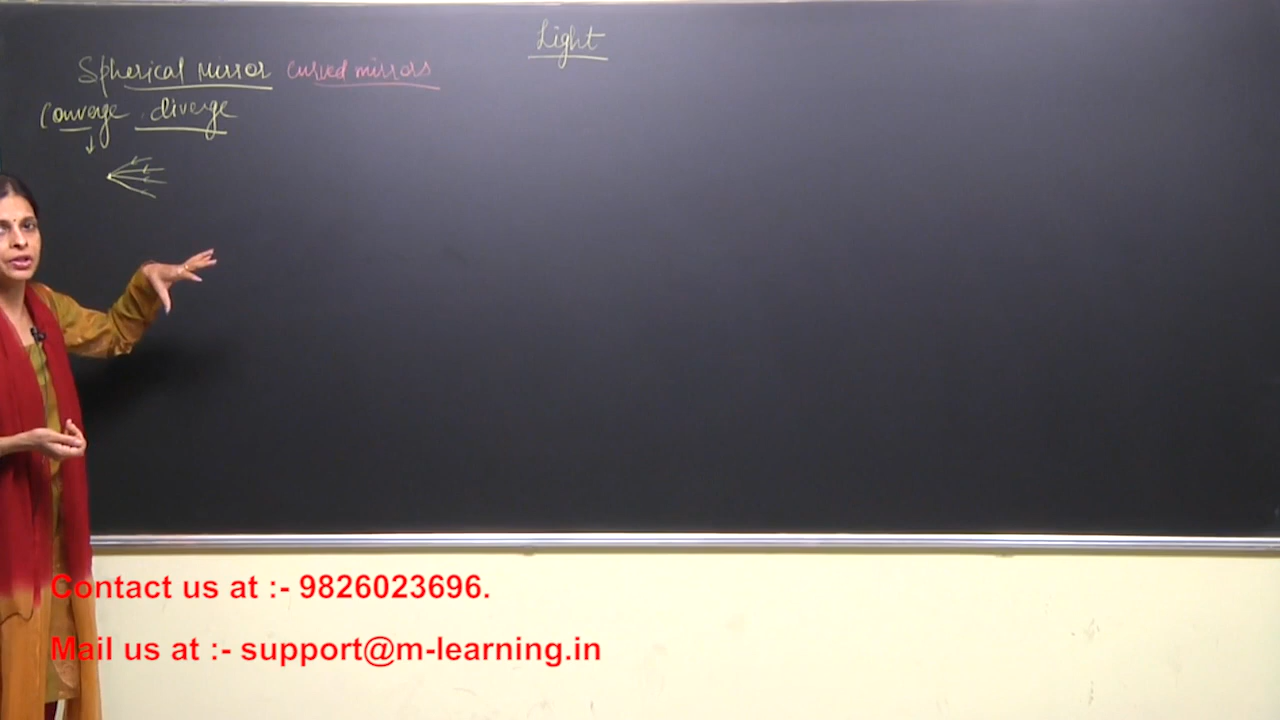 Light
Spherical Mirror curved mirrors
Converge . diverge
Contact us at :- 9826023696.
Mail us at :- support@m-learning.in